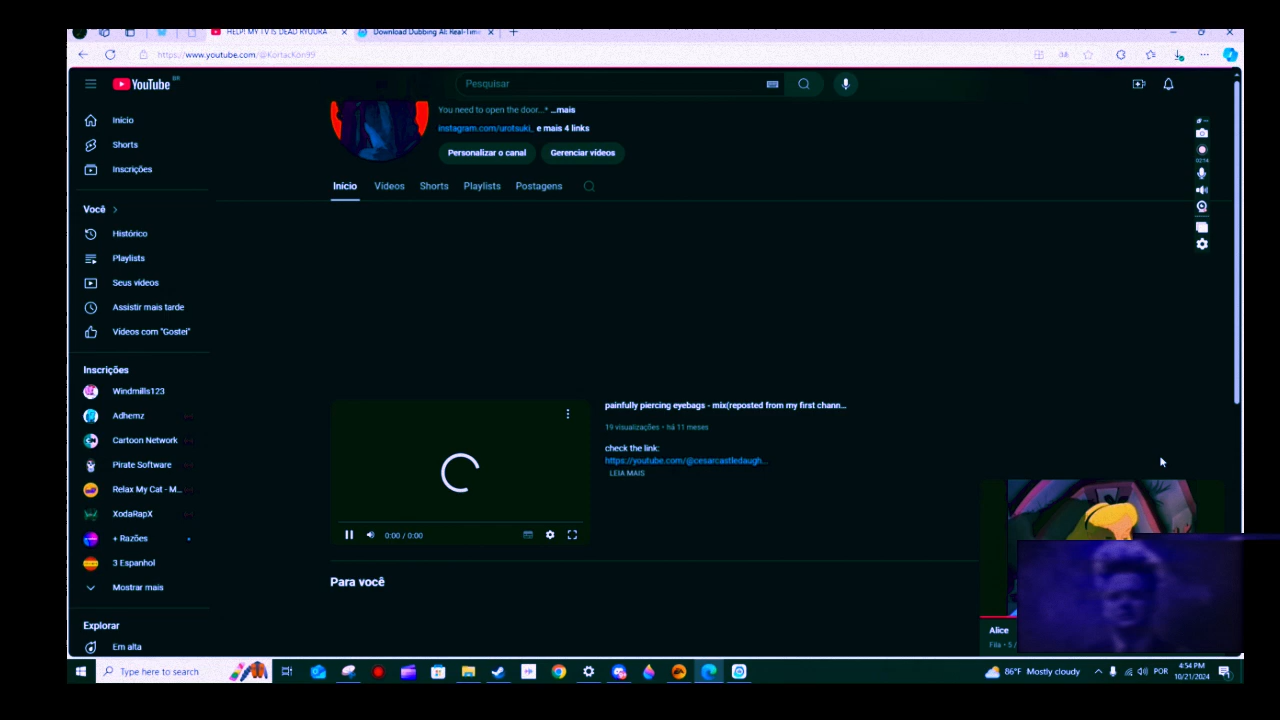 HELP! MY TV IS DEAD RYUURA
Download Dubbing AI: Real-Tim
https://www.youtube.com/@KortacKon99
YouTube BR
Pesquisar
You need to open the door..." ...mais
instagram.com/urotsuki_ e mais 4 links
Personalizar o canal
Gerenciar vídeos
Início
Vídeos
Shorts
Playlists
Postagens
Início
Shorts
Inscrições
Você
Histórico
Playlists
Seus vídeos
Assistir mais tarde
Vídeos com "Gostei"
Inscrições
Windmills123
Adhemz
Cartoon Network
Pirate Software
Relax My Cat - M...
XodaRapX
+ Razões
3 Espanhol
Mostrar mais
Explorar
Em alta
painfully piercing eyebags - mix(reposted from my first chann...
19 visualizações • há 11 meses
check the link:
https://youtube.com/@cesarcastledaugh...
LEIA MAIS
0:00 / 0:00
Para você
02:14
Alice
Fila • 5 /
Type here to search
86°F Mostly cloudy
POR
4:54 PM
10/21/2024